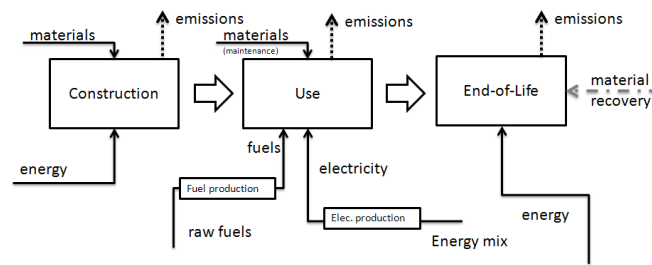 emissions
emissions
emissions
materials
materials
(maintenance)
Construction
Use
End-of-Life
material
recovery
fuels
energy
electricity
Fuel production
raw fuels
Elec. production
energy
Energy mix